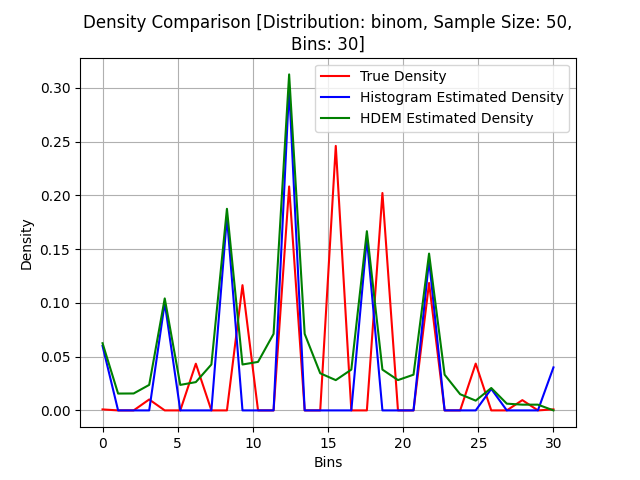 Density Comparison [Distribution: binom, Sample Size: 50,
Bins: 30]
True Density
Histogram Estimated Density
HDEM Estimated Density
Density
0.30
0.25
0.20
0.15
0.10
0.05
0.00
0 5 10 15 20 25 30
Bins